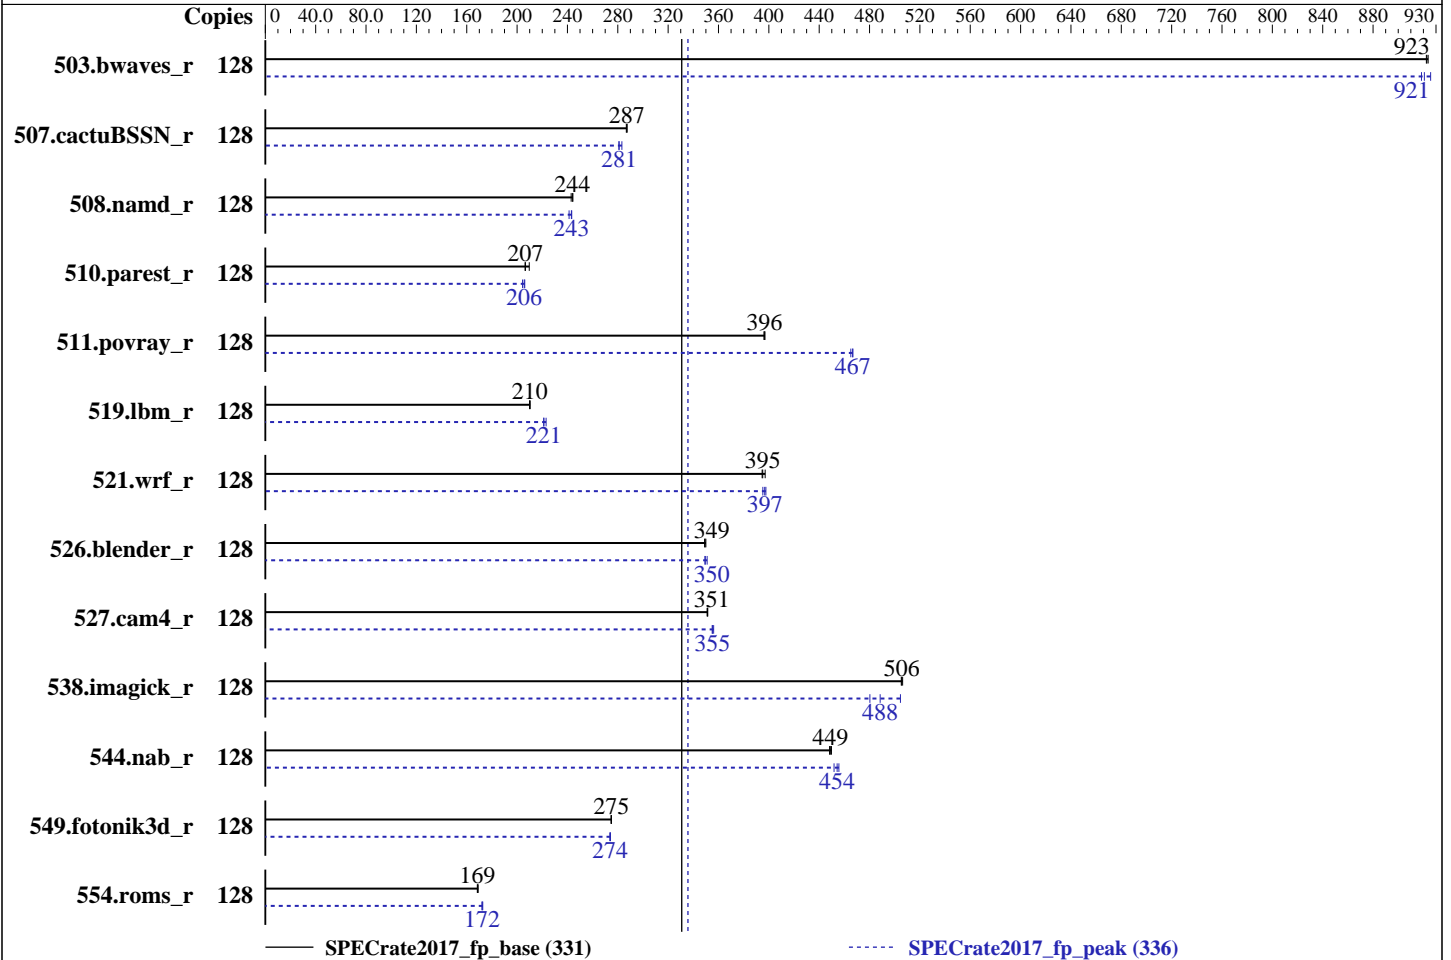 Copies 0 40.0 80.0 120 160 200 240 280 320 360 400 440 480 520 560 600 640 680 720 760 800 840 880 930
923
503.bwaves_r 128
921
287
507.cactuBSSN_r 128
281
244
508.namd_r 128
243
207
510.parest_r 128
206
396
511.povray_r 128
467
210
519.lbm_r 128
221
395
521.wrf_r 128
397
349
526.blender_r 128
350
351
527.cam4_r 128
355
506
538.imagick_r 128
488
449
544.nab_r 128
454
275
549.fotonik3d_r 128
274
169
554.roms_r 128
172
SPECrate2017_fp_base (331) SPECrate2017_fp_peak (336)